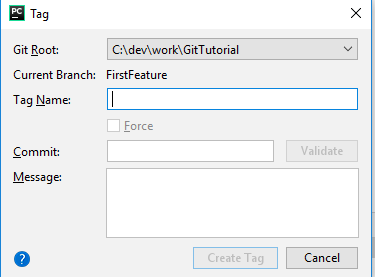 PC Tag
Git Root: C:\dev\work\GitTutorial
Current Branch: FirstFeature
Tag Name:
Force
Commit: Validate
Message:
? Create Tag Cancel